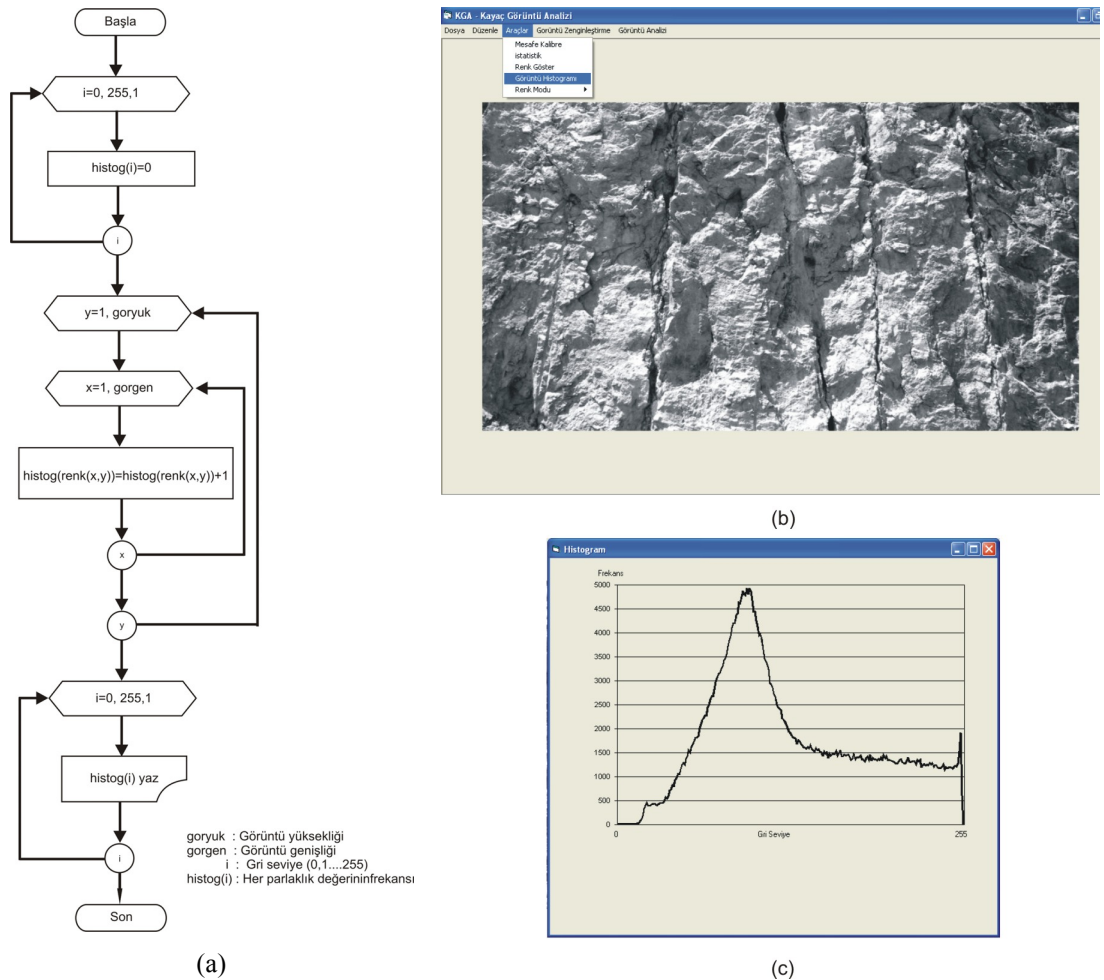 Başla
i=0, 255,1
histog(i)=0
i
y=1, goryuk
x=1, gorgen
histog(renk(x,y))=histog(renk(x,y))+1
x
y
i=0, 255,1
histog(i) yaz
i
Son
goryuk : Görüntü yüksekliği
gorgen : Görüntü genişliği
i : Gri seviye (0,1....255)
histog(i) : Her parlaklık değerininfrekansı
(a)
KGA - Kayaç Görüntü Analizi
Dosya Düzenle Araçlar Goruntü Zenginleştirme Görüntü Analizi
Mesafe Kalibre
istatistik
Renk Göster
Görüntü Histogramı
Renk Modu
(b)
Histogram
Frekans
5000
4500
4000
3500
3000
2500
2000
1500
1000
500
0
0 Gri Seviye 255
(c)